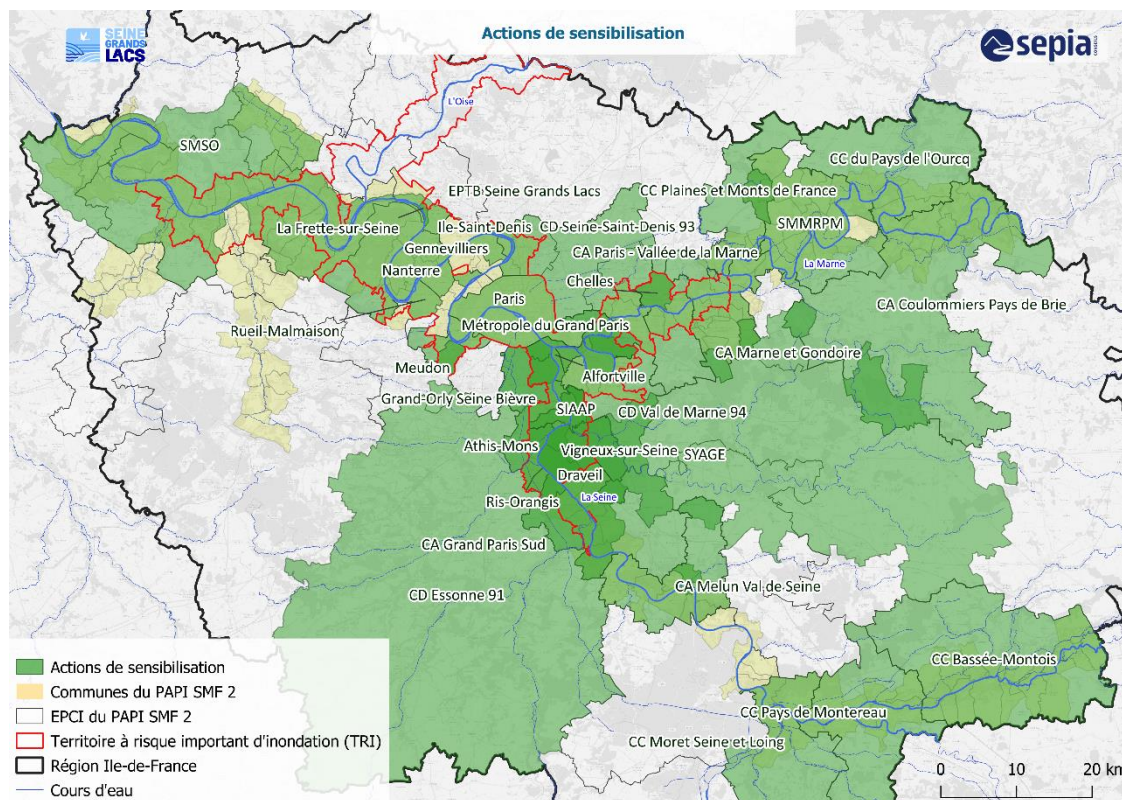 SEINE
GRANDS
LACS
Actions de sensibilisation
sepia
conseils
L'Oise
SMSO
CC du Pays de l'Ourcq
EPTB Seine Grands Lacs
CC Plaines et Monts de France
La Frette-sur-Seine
Ile-Saint-Denis
CD Seine-Saint-Denis 93
SMMRPM
Gennevilliers
CA Paris - Vallée de la Marne
La Marne
Nanterre
Chelles
Paris
CA Coulommiers Pays de Brie
Rueil-Malmaison
Métropole du Grand Paris
CA Marne et Gondoire
Meudon
Alfortville
Grand-Orly Seine Bièvre
SIAAP
CD Val de Marne 94
Athis-Mons
Vigneux-sur-Seine
SYAGE
Draveil
Ris-Orangis
La Seine
CA Grand Paris Sud
CA Melun Val de Seine
CD Essonne 91
CC Bassée-Montois
CC Pays de Montereau
CC Moret Seine et Loing
Actions de sensibilisation
Communes du PAPI SMF 2
EPCI du PAPI SMF 2
Territoire à risque important d'inondation (TRI)
Région Ile-de-France
Cours d'eau
0 10 20 km